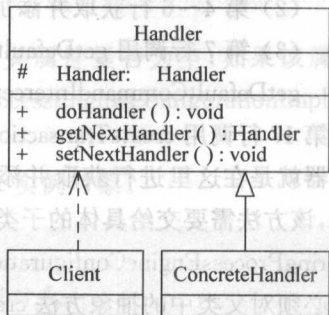 Handler
# Handler: Handler
+ doHandler ( ) : void
+ getNextHandler ( ) : Handler
+ setNextHandler ( ) : void
Client
ConcreteHandler